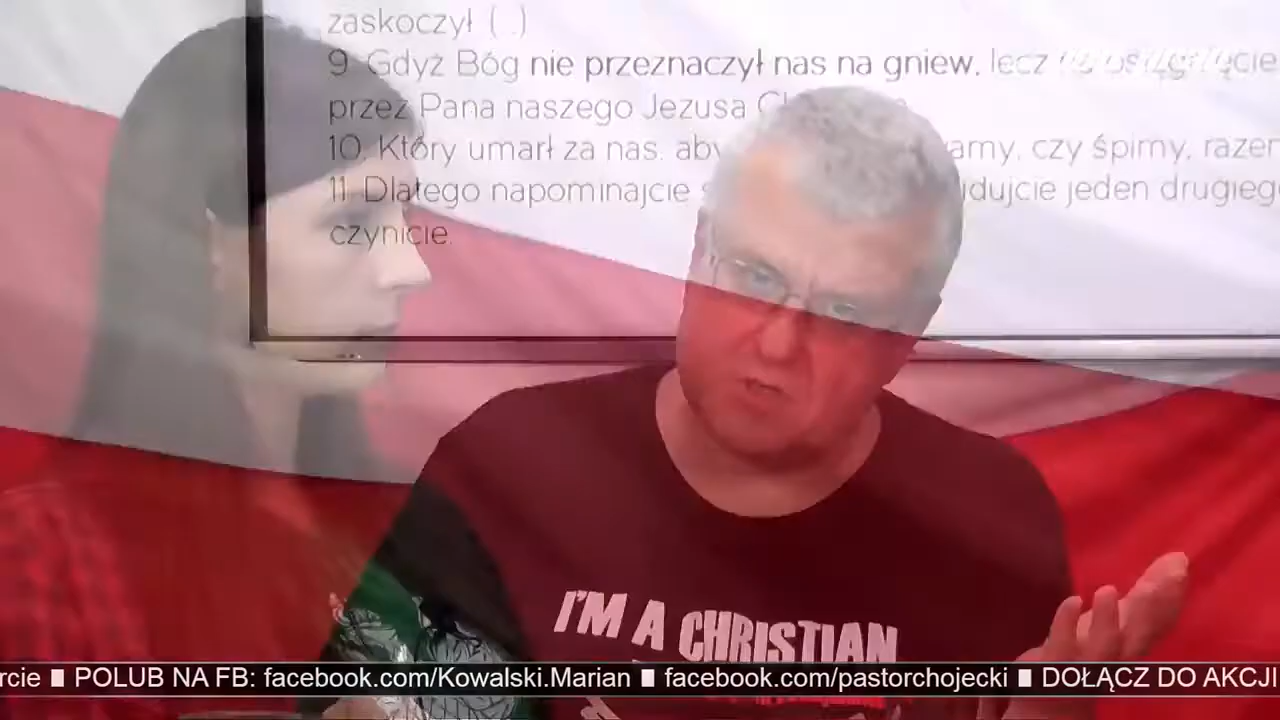 zaskoczył (...)
9. Gdyż Bóg nie przeznaczył nas na gniew, lecz
przez Pana naszego Jezusa
10. Który umarł za nas, aby czy śpimy, razem
11. Dlatego napominajcie jeden drugiego
czynicie.
I'M A CHRISTIAN
rcie ■ POLUB NA FB: facebook.com/Kowalski.Marian ■ facebook.com/pastorchojecki ■ DOŁĄCZ DO AKCJI